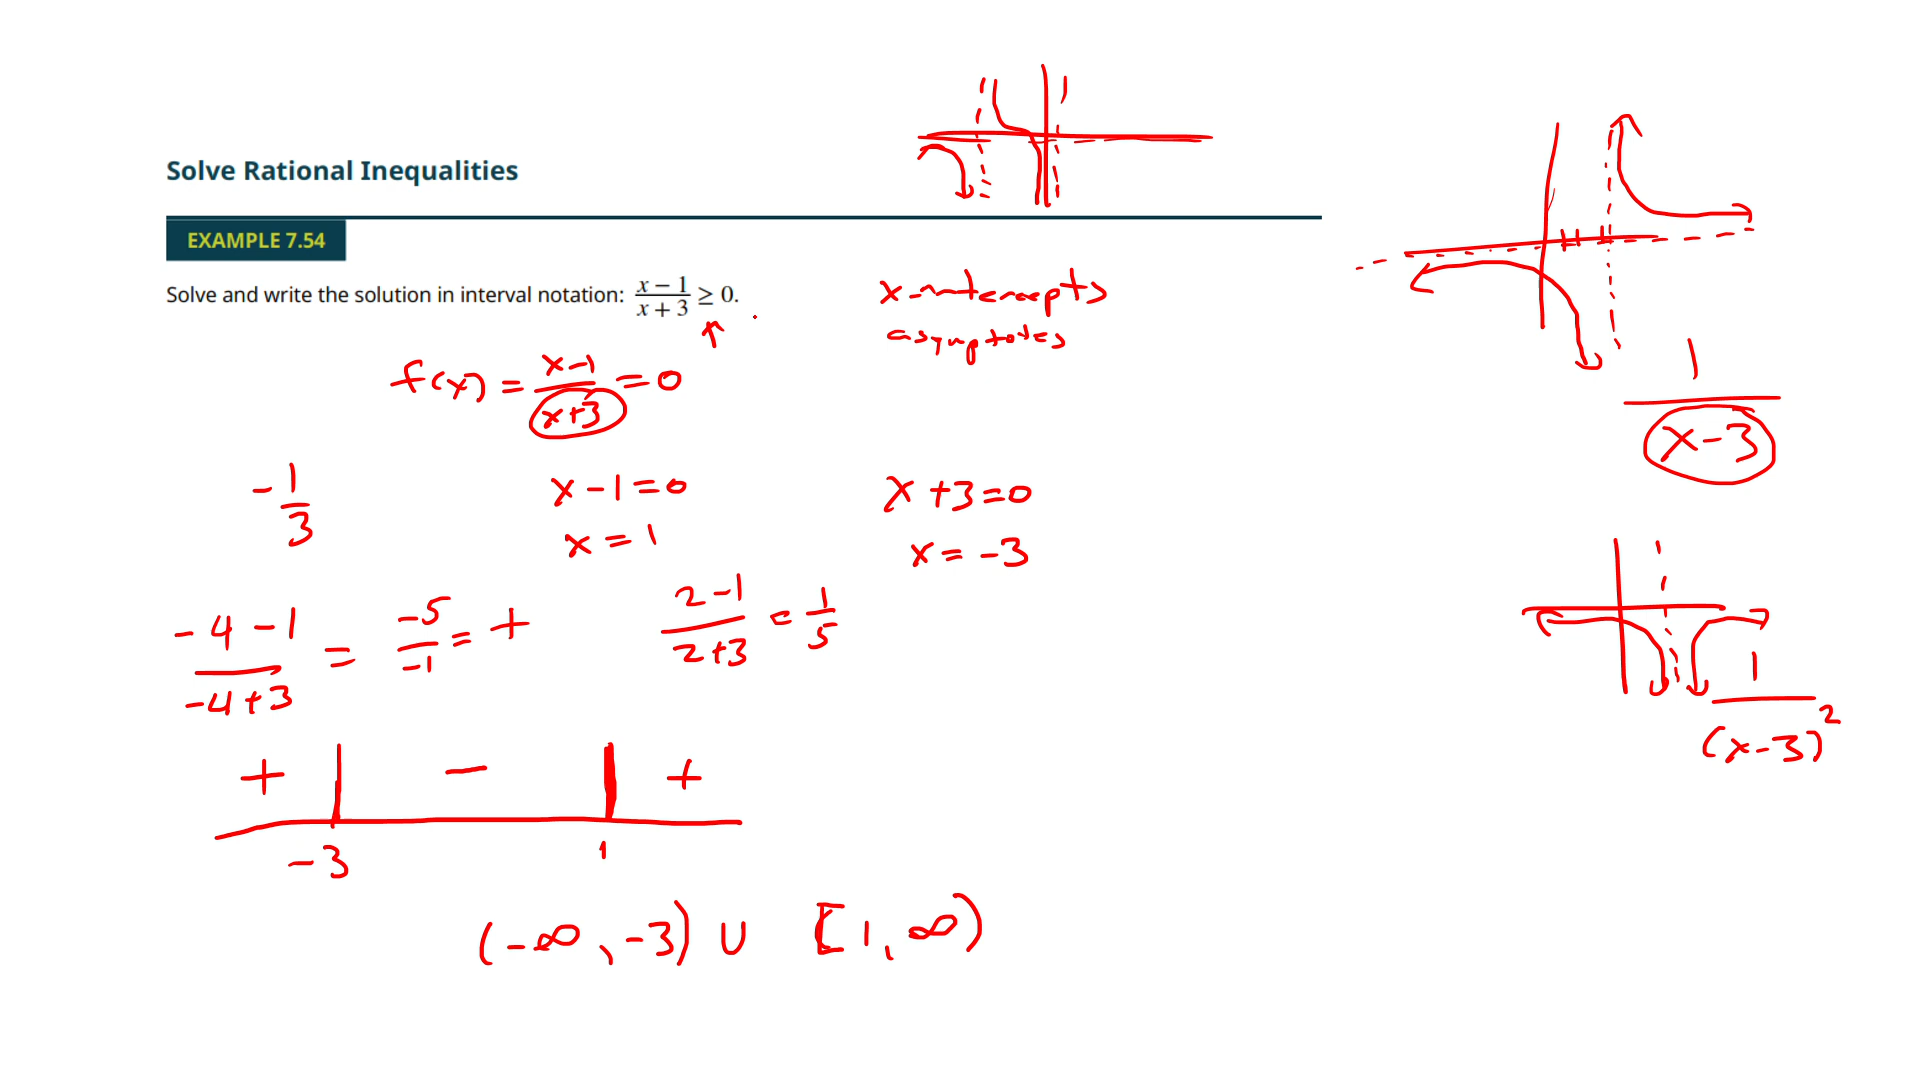 Solve Rational Inequalities
EXAMPLE 7.54
Solve and write the solution in interval notation: (x − 1)/(x + 3) ≥ 0.
x-intercepts
asymptotes
f(x) = (x-1)/(x+3) = 0
1/(x-3)
-1/3
x - 1 = 0
x + 3 = 0
x = 1
x = -3
(-4 - 1)/(-4 + 3) = -5/-1 = +
(2 - 1)/(2 + 3) = 1/5
1/(x-3)²
+ - +
-3 1
(-∞, -3) ∪ [1, ∞)